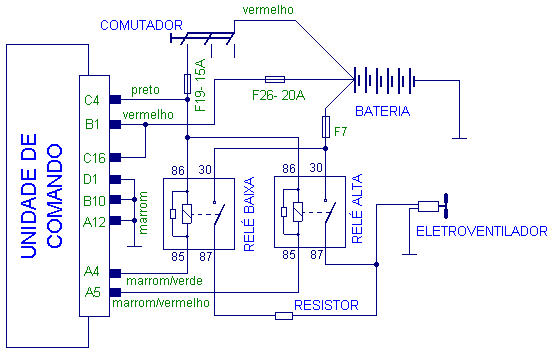 COMUTADOR
vermelho
F19- 15A
F26- 20A
BATERIA
F7
UNIDADE DE
COMANDO
C4
preto
B1
vermelho
C16
D1
B10
marrom
A12
A4
marrom/verde
A5
marrom/vermelho
86
30
85
87
RELÉ BAIXA
86
30
85
87
RELÉ ALTA
ELETROVENTILADOR
RESISTOR